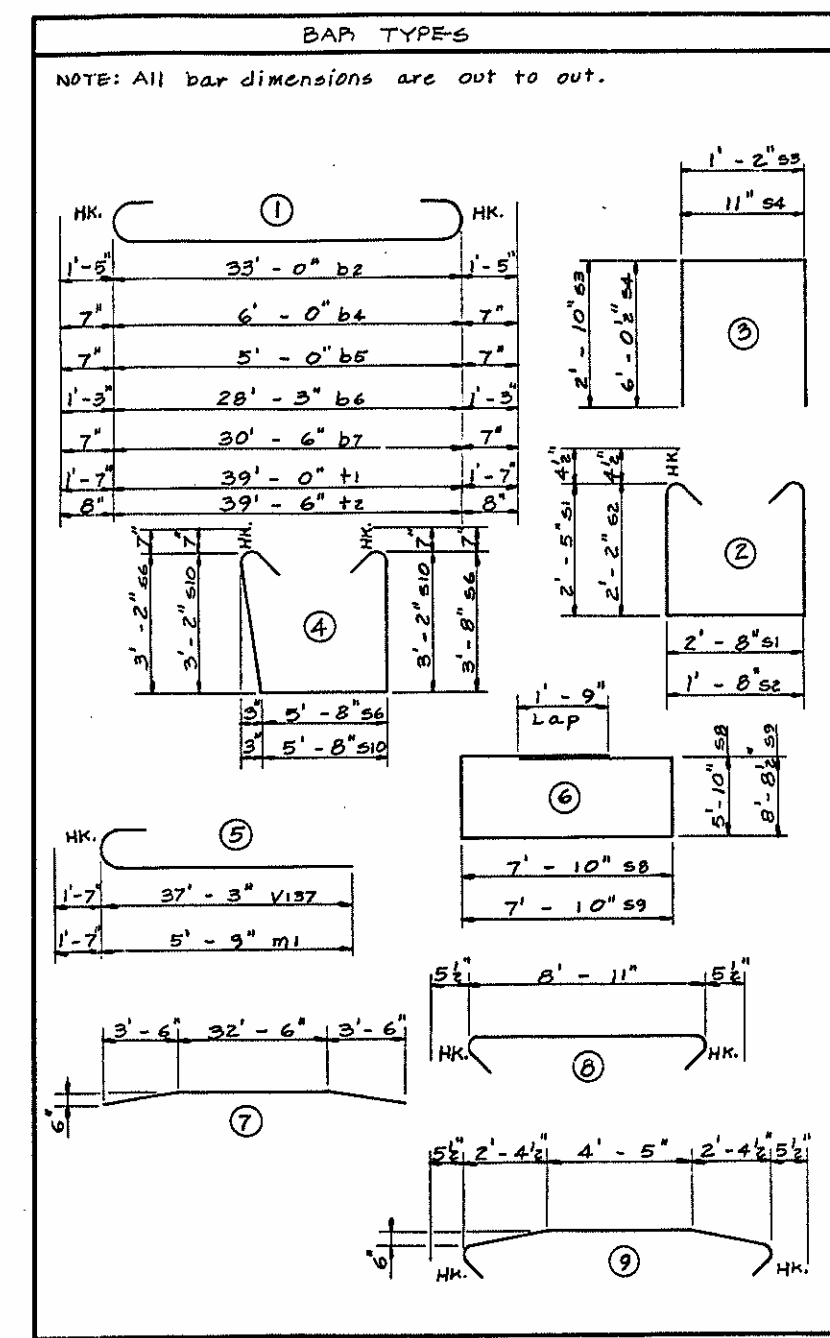 BAR TYPES
NOTE: All bar dimensions are out to out.
HK. ① HK.
1'-5" 33' - 0" b2 1'-5"
7" 6' - 0" b4 7"
7" 5' - 0" b5 7"
1'-3" 28' - 3" b6 1'-3"
7" 30' - 6" b7 7"
1'-7" 39' - 0" t1 1'-7"
8" 39' - 6" t2 8"
1' - 2" s3
11" s4
2' - 10" s3
6' - 0½" s4
③
4½" 4½" HK.
2' - 5" s1
2' - 2" s2
②
2' - 8" s1
1' - 8" s2
7" 7" HK. HK. 7" 7"
3' - 2" s6
3' - 2" s10
④
3' - 2" s10
3' - 8" s6
3" 5' - 8" s6
3" 5' - 8" s10
1' - 9"
Lap
⑥
5' - 10" s8
8' - 8½" s9
7' - 10" s8
7' - 10" s9
HK. ⑤
1'-7" 37' - 3" V137
1'-7" 5' - 9" m1
5½" 8' - 11" 5½"
HK. ⑧ HK.
3' - 6" 32' - 6" 3' - 6"
6" ⑦
5½" 2' - 4½" 4' - 5" 2' - 4½" 5½"
6" ⑨
HK. HK.